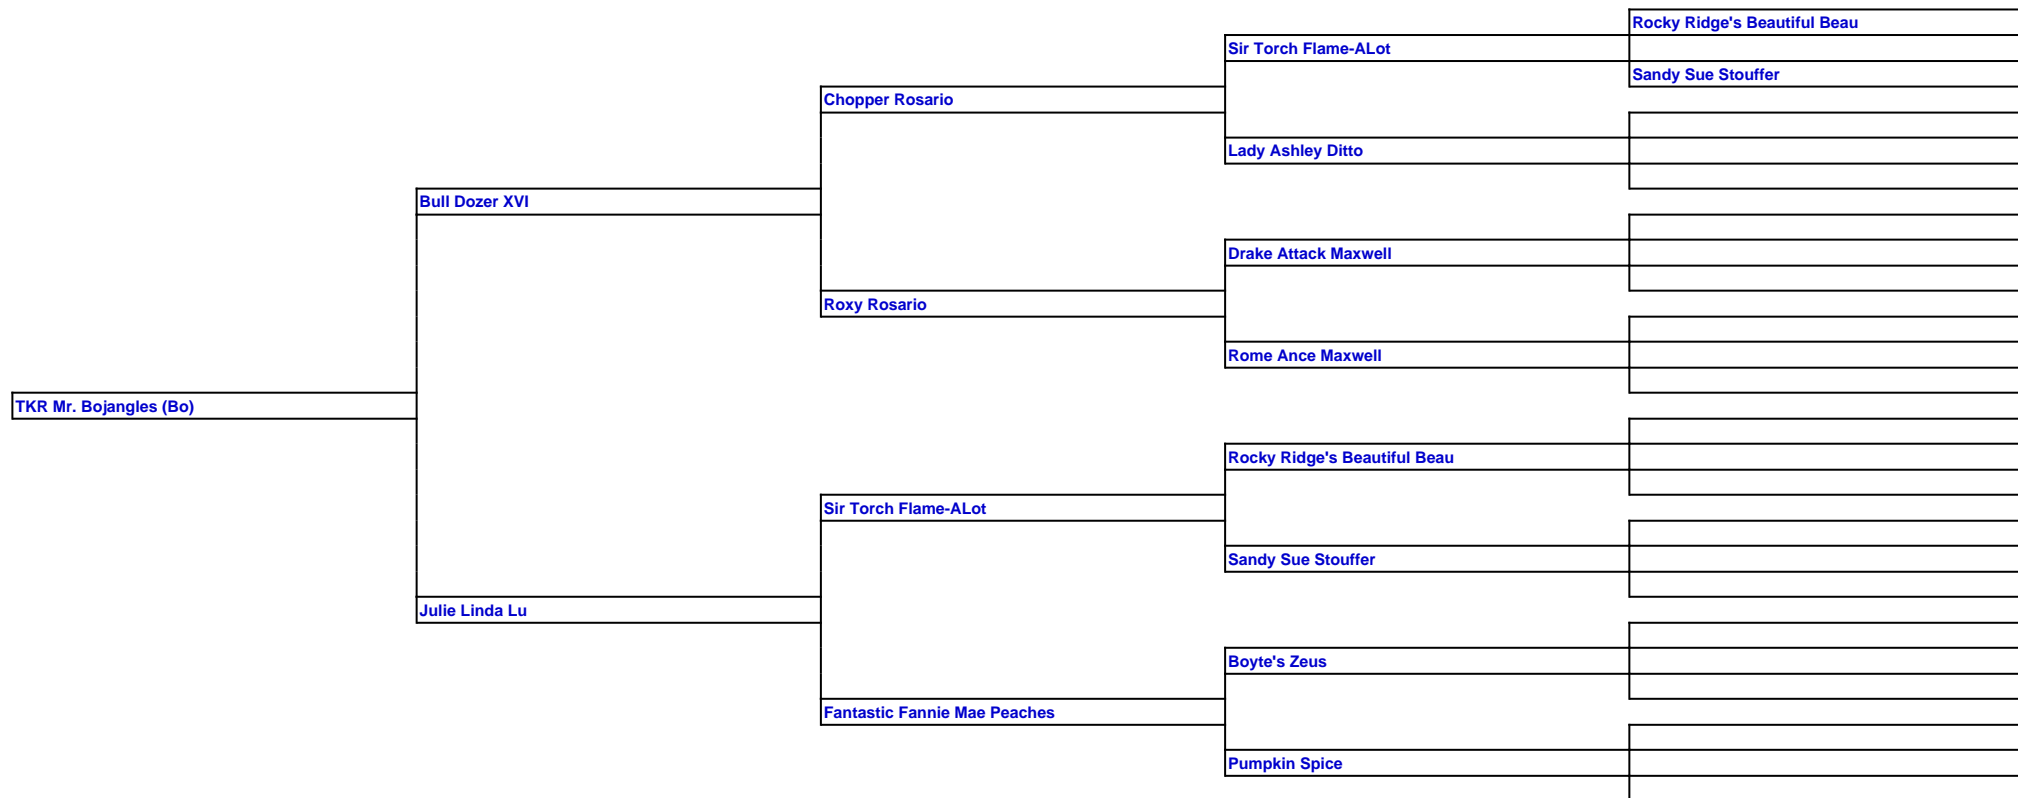 Rocky Ridge's Beautiful Beau
Sir Torch Flame-ALot
Sandy Sue Stouffer
Chopper Rosario
Lady Ashley Ditto
Bull Dozer XVI
Drake Attack Maxwell
Roxy Rosario
Rome Ance Maxwell
TKR Mr. Bojangles (Bo)
Rocky Ridge's Beautiful Beau
Sir Torch Flame-ALot
Sandy Sue Stouffer
Julie Linda Lu
Boyte's Zeus
Fantastic Fannie Mae Peaches
Pumpkin Spice